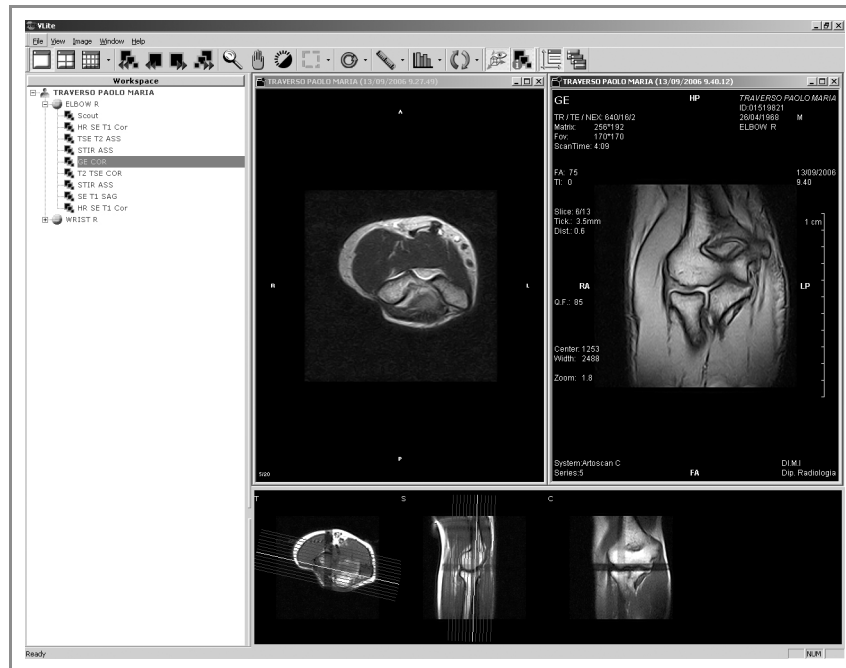 VLite
File View Image Window Help
Workspace
TRAVERSO PAOLO MARIA
ELBOW R
Scout
HR SE T1 Cor
TSE T2 ASS
STIR ASS
GE COR
T2 TSE COR
STIR ASS
SE T1 SAG
HR SE T1 Cor
WRIST R
TRAVERSO PAOLO MARIA (13/09/2006 9.27.49)
A
R
L
P
5/20
TRAVERSO PAOLO MARIA (13/09/2006 9.40.12)
GE
HP
TRAVERSO PAOLO MARIA
ID:01519821
TR / TE / NEX: 640/16/2
26/04/1968 M
Matrix: 256*192
ELBOW R
Fov: 170*170
ScanTime: 4:09
FA: 75
13/09/2006
TI: 0
9.40
Slice: 6/13
Tick.: 3.5mm
1 cm
Dist.: 0.6
RA
LP
Q.F.: 85
Center: 1253
Width: 2488
Zoom: 1.8
System:Artoscan C
DI.M.I
Series:5
FA
Dip. Radiologia
T
S
C
Ready
NUM